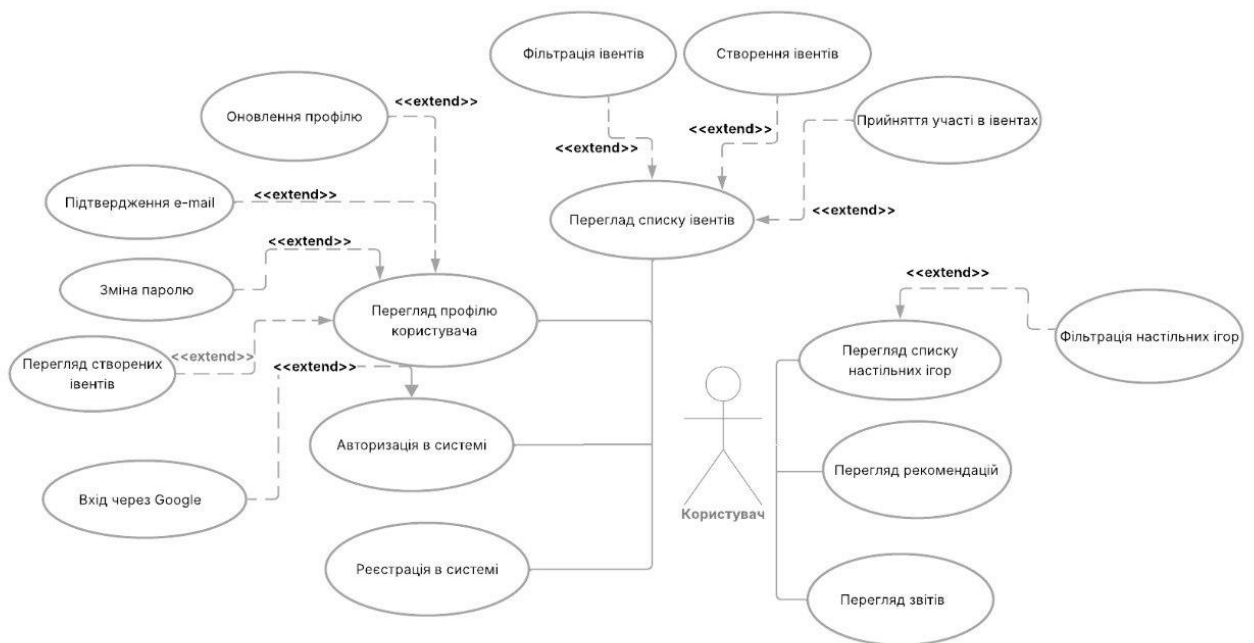 Фільтрація івентів
Створення івентів
Оновлення профілю
<<extend>>
Прийняття участі в івентах
<<extend>>
<<extend>>
Підтвердження e-mail
<<extend>>
Переглад списку івентів
<<extend>>
<<extend>>
Зміна паролю
<<extend>>
Перегляд профілю
користувача
Фільтрація настільних ігор
Перегляд створених
івентів
<<extend>>
<<extend>>
Перегляд списку
настільних ігор
Авторизація в системі
Перегляд рекомендацій
Вхід через Google
Користувач
Реєстрація в системі
Перегляд звітів